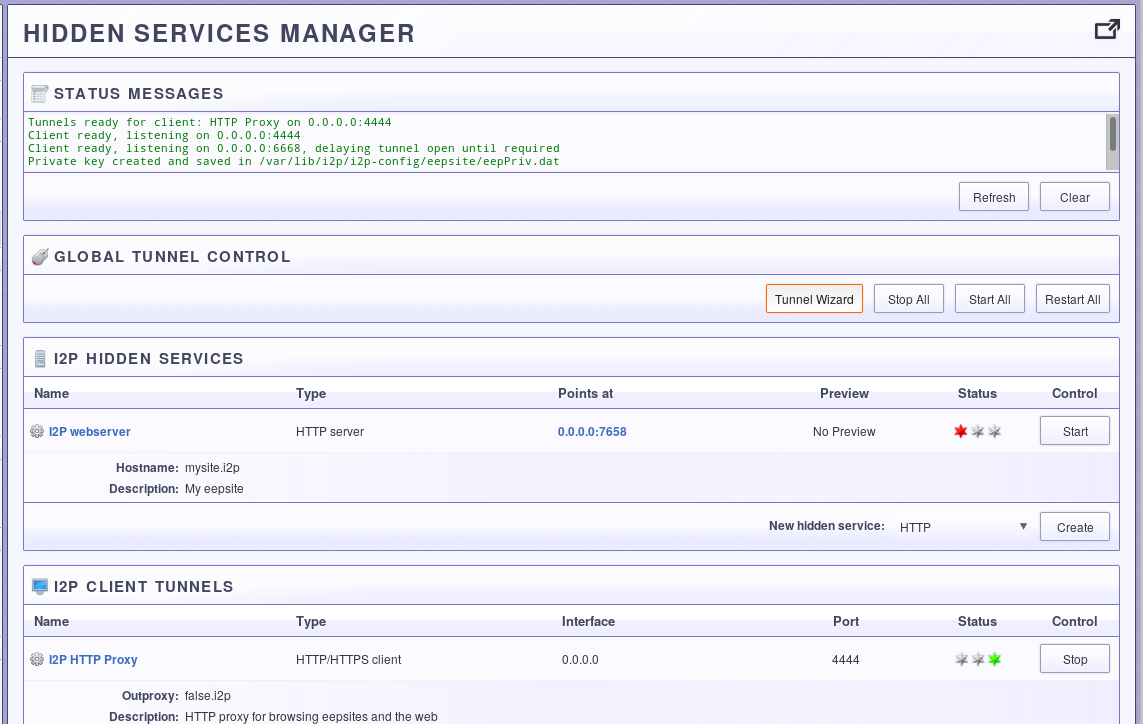 HIDDEN SERVICES MANAGER
STATUS MESSAGES
Tunnels ready for client: HTTP Proxy on 0.0.0.0:4444
Client ready, listening on 0.0.0.0:4444
Client ready, listening on 0.0.0.0:6668, delaying tunnel open until required
Private key created and saved in /var/lib/i2p/i2p-config/eepsite/eepPriv.dat
Refresh Clear
GLOBAL TUNNEL CONTROL
Tunnel Wizard Stop All Start All Restart All
I2P HIDDEN SERVICES
Name Type Points at Preview Status Control
I2P webserver HTTP server 0.0.0.0:7658 No Preview Start
Hostname: mysite.i2p
Description: My eepsite
New hidden service: HTTP Create
I2P CLIENT TUNNELS
Name Type Interface Port Status Control
I2P HTTP Proxy HTTP/HTTPS client 0.0.0.0 4444 Stop
Outproxy: false.i2p
Description: HTTP proxy for browsing eepsites and the web